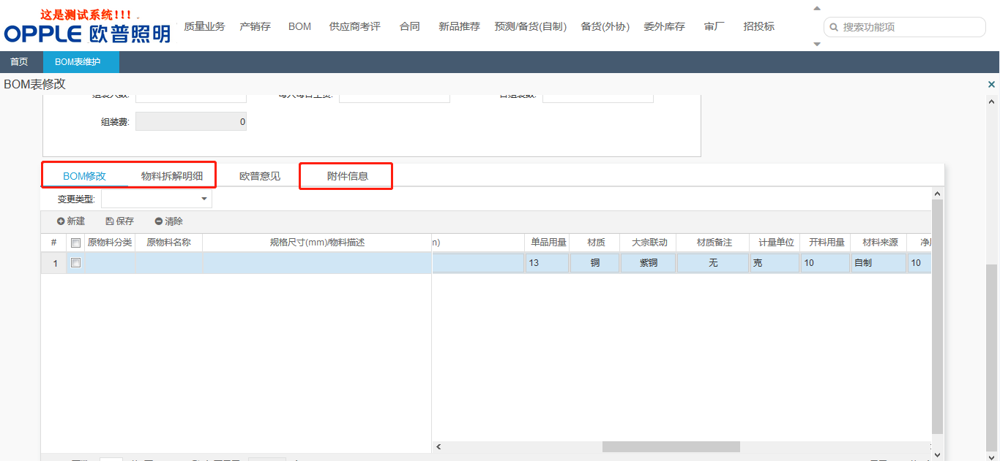 这是测试系统!!!
OPPLE 欧普照明
质量业务 产销存 BOM 供应商考评 合同 新品推荐 预测/备货(自制) 备货(外协) 委外库存 审厂 招投标
搜索功能项
首页 BOM表维护
BOM表修改
组装费: 0
BOM修改 物料拆解明细 欧普意见 附件信息
变更类型:
新建 保存 清除
# 原物料分类 原物料名称 规格尺寸(mm)/物料描述 m) 单品用量 材质 大宗联动 材质备注 计量单位 开料用量 材料来源 净
1 13 铜 紫铜 无 克 10 自制 10